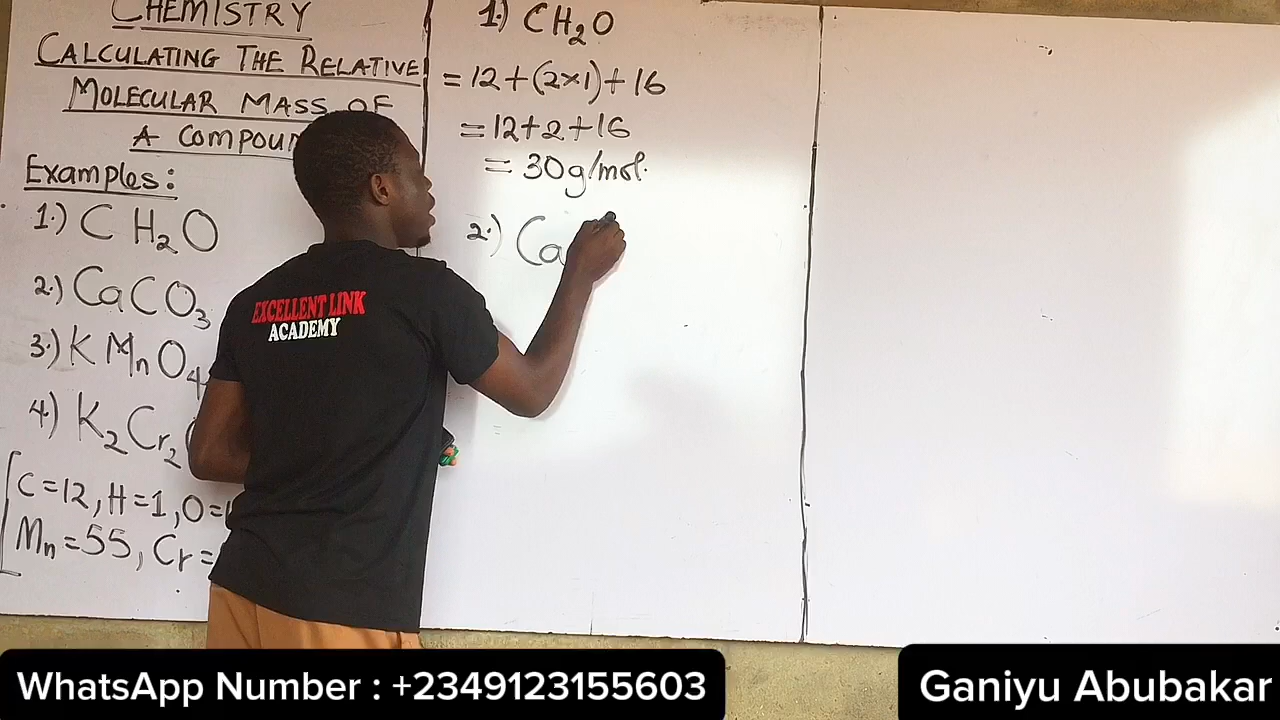 CHEMISTRY
CALCULATING THE RELATIVE
MOLECULAR MASS OF
A COMPOUN
Examples:
1.) CH₂O
2.) CaCO₃
3.) KMnO₄
4) K₂Cr₂
[C=12, H=1, O=1
Mn=55, Cr=
1.) CH₂O
=12+(2×1)+16
=12+2+16
=30g/mol.
2.) Ca
EXCELLENT LINK
ACADEMY
WhatsApp Number : +2349123155603
Ganiyu Abubakar